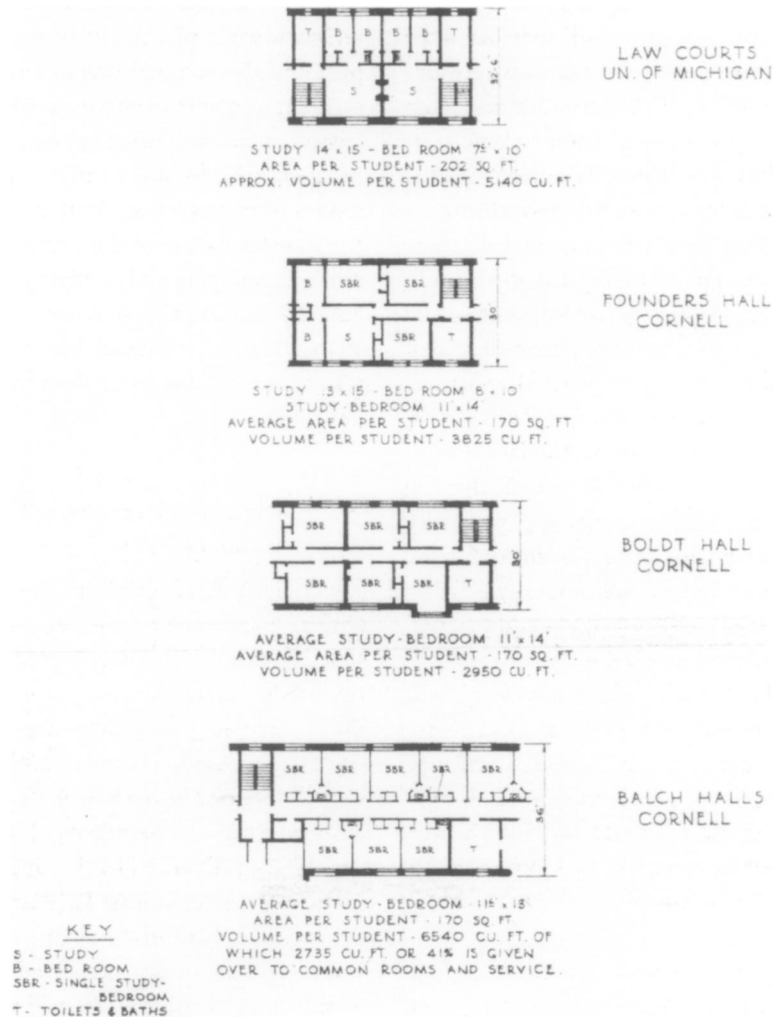 T B B B B T
S S
32'-6"
LAW COURTS
UN. OF MICHIGAN
STUDY 14'×15' - BED ROOM 7⁵'×10'
AREA PER STUDENT - 202 SQ. FT.
APPROX. VOLUME PER STUDENT - 5140 CU. FT.
B SBR SBR
B S SBR T
30'
FOUNDERS HALL
CORNELL
STUDY 13'×15' - BED ROOM 8'×10'
STUDY-BEDROOM 11'×14'
AVERAGE AREA PER STUDENT - 170 SQ. FT
VOLUME PER STUDENT - 3825 CU. FT.
SBR SBR SBR
SBR SBR SBR T
30'
BOLDT HALL
CORNELL
AVERAGE STUDY-BEDROOM 11'×14'
AVERAGE AREA PER STUDENT - 170 SQ. FT.
VOLUME PER STUDENT - 2950 CU. FT.
SBR SBR SBR SBR SBR
SBR SBR SBR T
36'
BALCH HALLS
CORNELL
AVERAGE STUDY-BEDROOM 11⁵'×13'
AREA PER STUDENT - 170 SQ. FT
VOLUME PER STUDENT - 6540 CU. FT. OF
WHICH 2735 CU. FT. OR 41% IS GIVEN
OVER TO COMMON ROOMS AND SERVICE.
KEY
S - STUDY
B - BED ROOM
SBR - SINGLE STUDY-
BEDROOM
T - TOILETS & BATHS